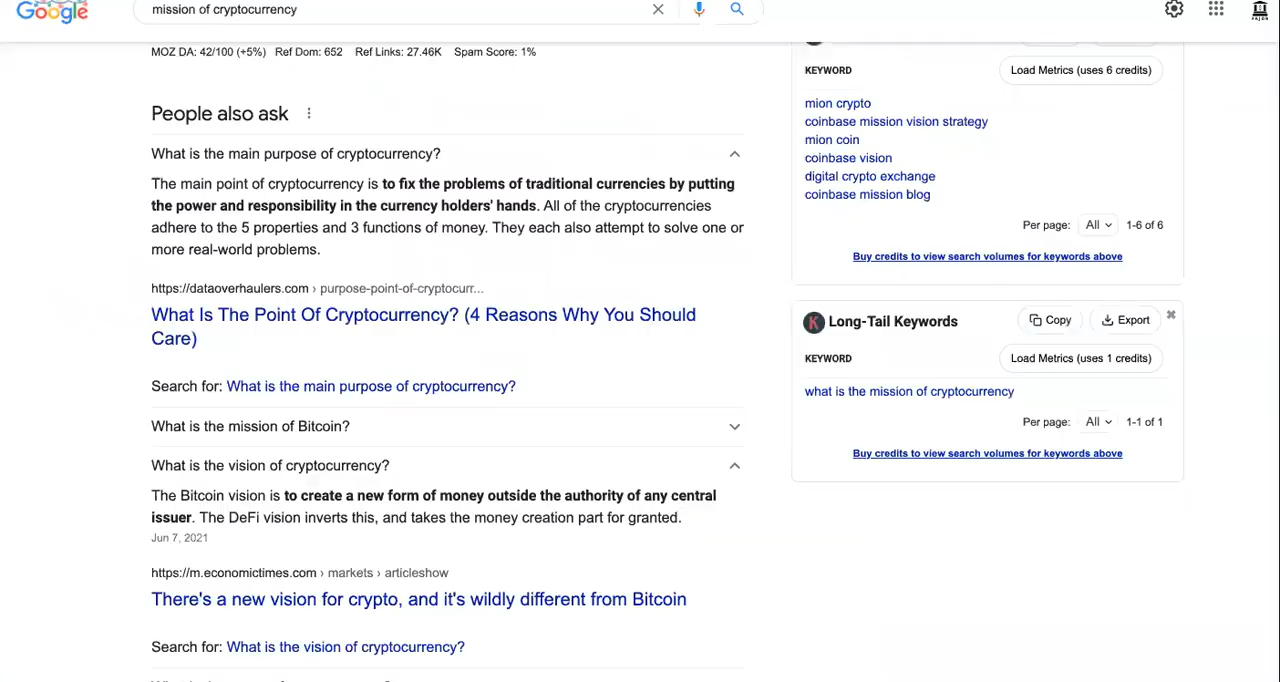 Google
mission of cryptocurrency
MOZ DA: 42/100 (+5%) Ref Dom: 652 Ref Links: 27.46K Spam Score: 1%
People also ask
What is the main purpose of cryptocurrency?
The main point of cryptocurrency is to fix the problems of traditional currencies by putting
the power and responsibility in the currency holders' hands. All of the cryptocurrencies
adhere to the 5 properties and 3 functions of money. They each also attempt to solve one or
more real-world problems.
https://dataoverhaulers.com › purpose-point-of-cryptocurr...
What Is The Point Of Cryptocurrency? (4 Reasons Why You Should
Care)
Search for: What is the main purpose of cryptocurrency?
What is the mission of Bitcoin?
What is the vision of cryptocurrency?
The Bitcoin vision is to create a new form of money outside the authority of any central
issuer. The DeFi vision inverts this, and takes the money creation part for granted.
Jun 7, 2021
https://m.economictimes.com › markets › articleshow
There's a new vision for crypto, and it's wildly different from Bitcoin
Search for: What is the vision of cryptocurrency?
KEYWORD
Load Metrics (uses 6 credits)
mion crypto
coinbase mission vision strategy
mion coin
coinbase vision
digital crypto exchange
coinbase mission blog
Per page: All 1-6 of 6
Buy credits to view search volumes for keywords above
K Long-Tail Keywords Copy Export
KEYWORD
Load Metrics (uses 1 credits)
what is the mission of cryptocurrency
Per page: All 1-1 of 1
Buy credits to view search volumes for keywords above